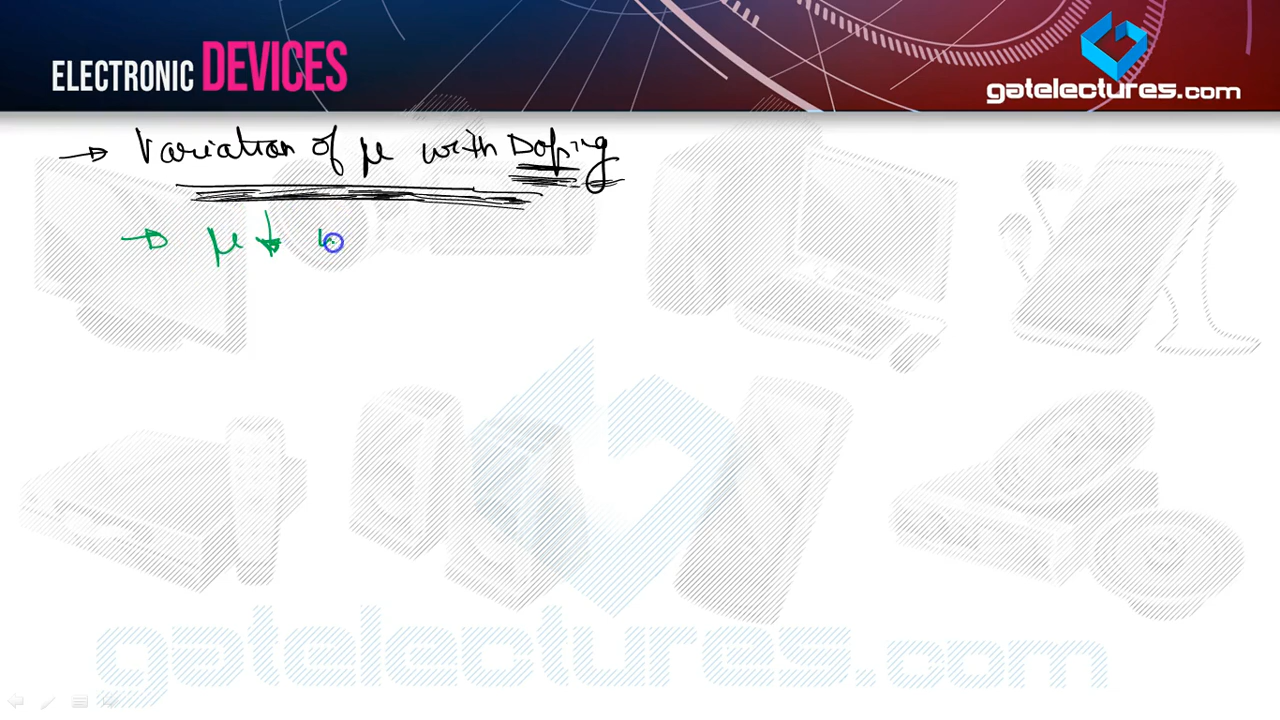 ELECTRONIC DEVICES
gatelectures.com
→ Variation of μ with Doping
→ μ ↓
gatelectures.com